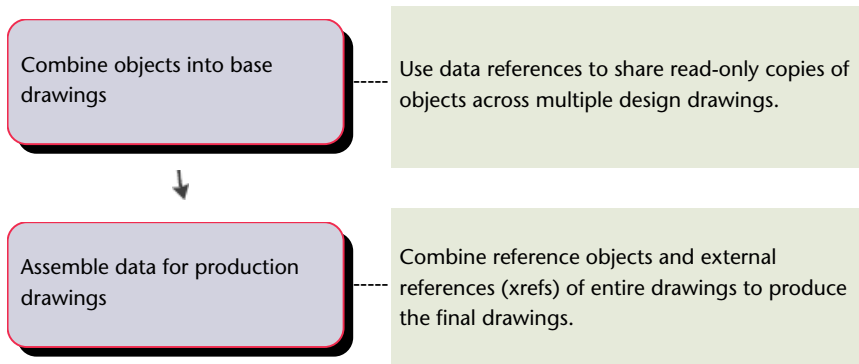 Combine objects into base
drawings
Use data references to share read-only copies of
objects across multiple design drawings.
Assemble data for production
drawings
Combine reference objects and external
references (xrefs) of entire drawings to produce
the final drawings.